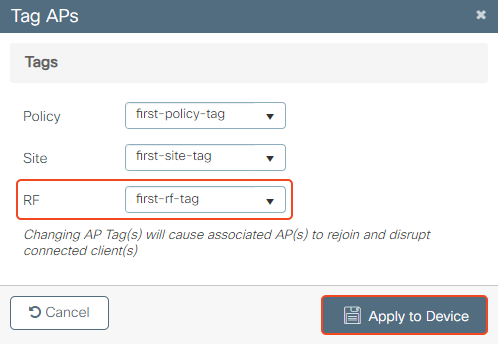 Tag APs
Tags
Policy first-policy-tag
Site first-site-tag
RF first-rf-tag
Changing AP Tag(s) will cause associated AP(s) to rejoin and disrupt
connected client(s)
Cancel Apply to Device